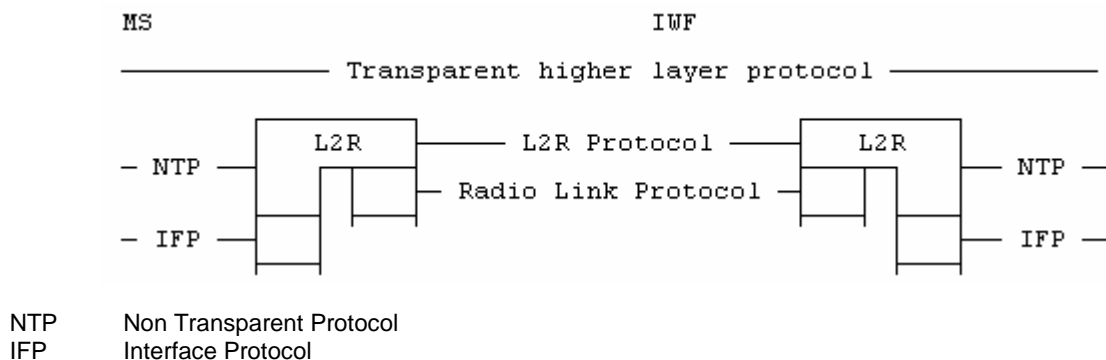 MS IWF
Transparent higher layer protocol
L2R L2R Protocol L2R
NTP NTP
Radio Link Protocol
IFP IFP
NTP Non Transparent Protocol
IFP Interface Protocol